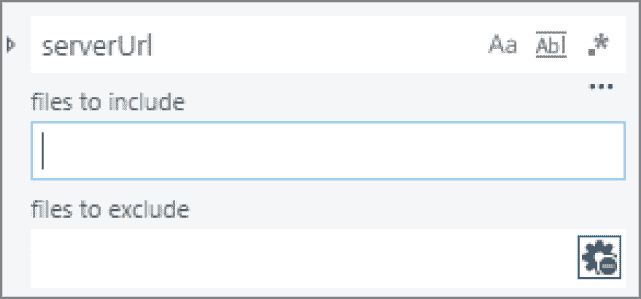 serverUrl Aa Abl .*
files to include
files to exclude